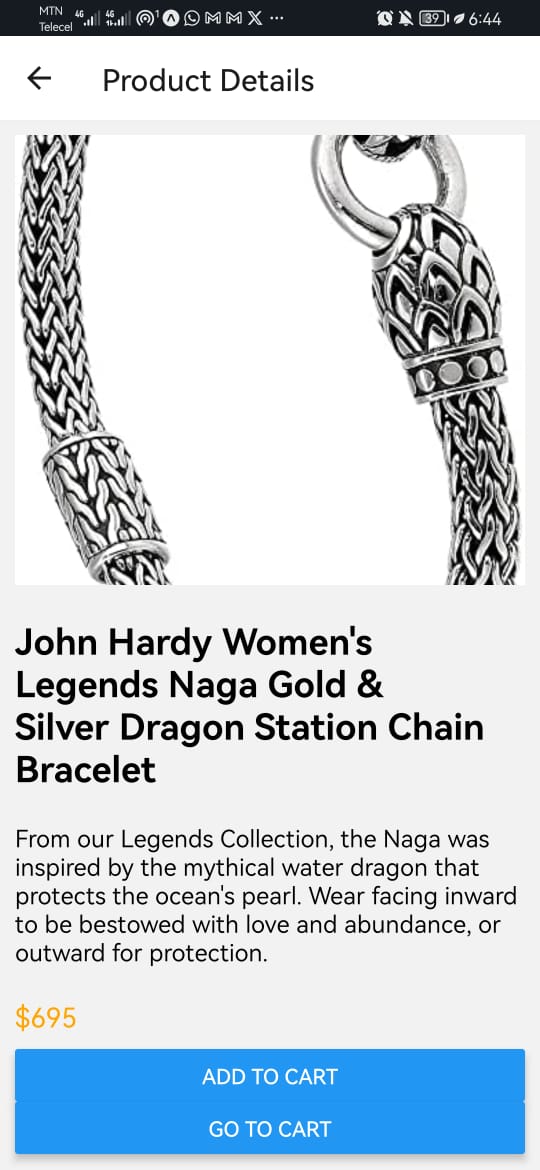 MTN
Telecel
4G 4G 1 39 6:44
Product Details
John Hardy Women's
Legends Naga Gold &
Silver Dragon Station Chain
Bracelet
From our Legends Collection, the Naga was
inspired by the mythical water dragon that
protects the ocean's pearl. Wear facing inward
to be bestowed with love and abundance, or
outward for protection.
$695
ADD TO CART
GO TO CART